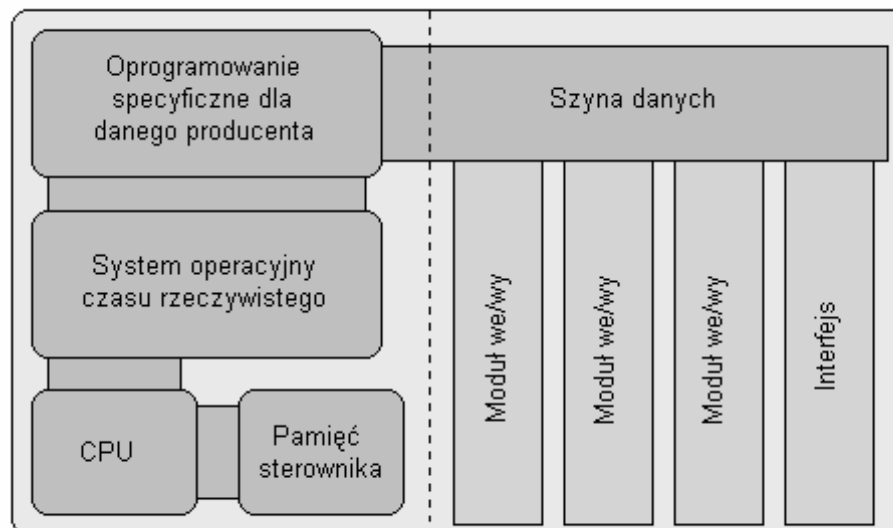 Oprogramowanie
specyficzne dla
danego producenta
Szyna danych
System operacyjny
czasu rzeczywistego
CPU
Pamięć
sterownika
Moduł we/wy
Moduł we/wy
Moduł we/wy
Interfejs